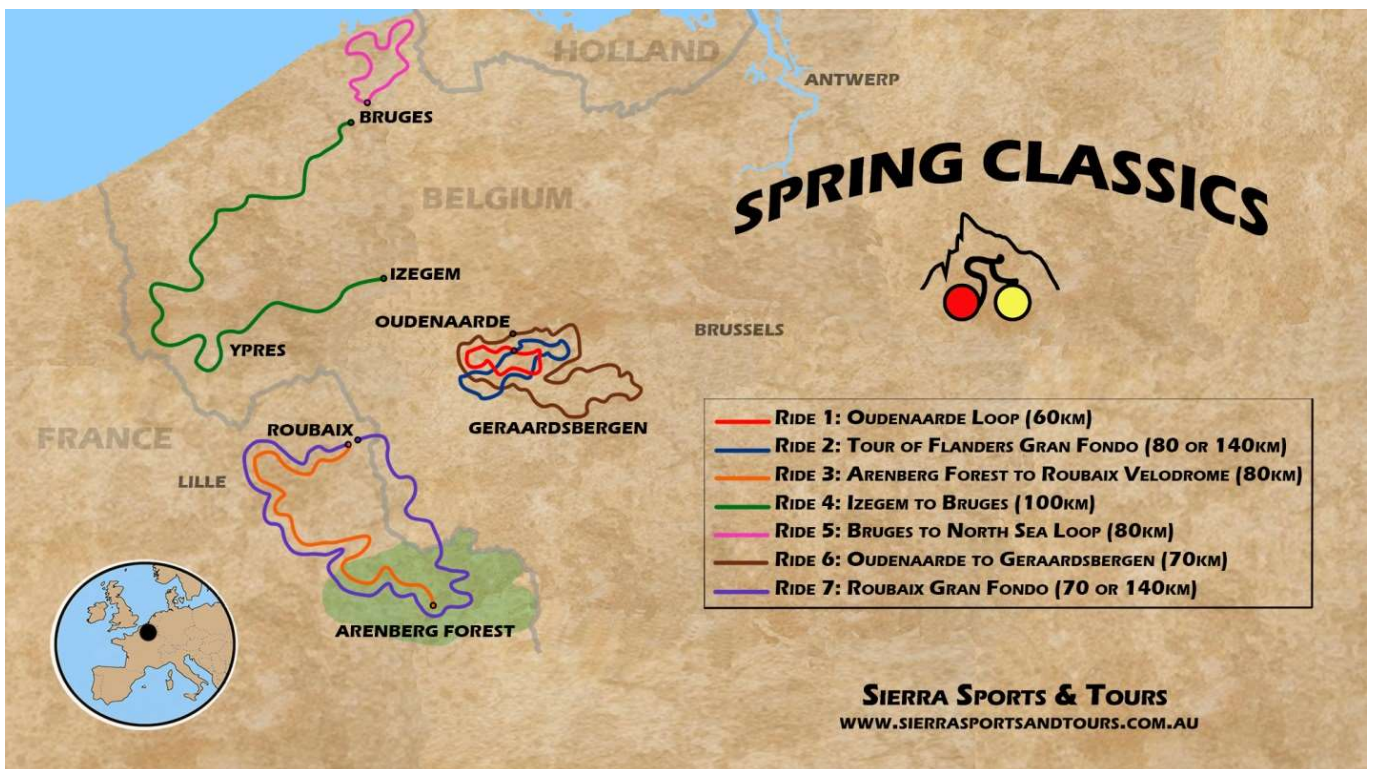 HOLLAND
ANTWERP
BRUGES
SPRING CLASSICS
BELGIUM
IZEGEM
OUDENAARDE
BRUSSELS
YPRES
GERAARDSBERGEN
ROUBAIX
FRANCE
LILLE
ARENBERG FOREST
RIDE 1: OUDENAARDE LOOP (60KM)
RIDE 2: TOUR OF FLANDERS GRAN FONDO (80 OR 140KM)
RIDE 3: ARENBERG FOREST TO ROUBAIX VELODROME (80KM)
RIDE 4: IZEGEM TO BRUGES (100KM)
RIDE 5: BRUGES TO NORTH SEA LOOP (80KM)
RIDE 6: OUDENAARDE TO GERAARDSBERGEN (70KM)
RIDE 7: ROUBAIX GRAN FONDO (70 OR 140KM)
SIERRA SPORTS & TOURS
WWW.SIERRASPORTSANDTOURS.COM.AU